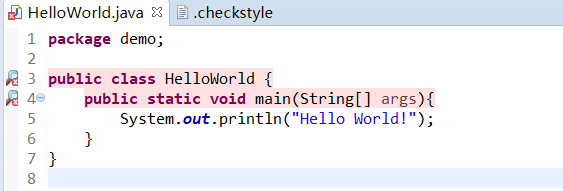 HelloWorld.java .checkstyle
1 package demo;
2
3 public class HelloWorld {
4 public static void main(String[] args){
5 System.out.println("Hello World!");
6 }
7 }
8